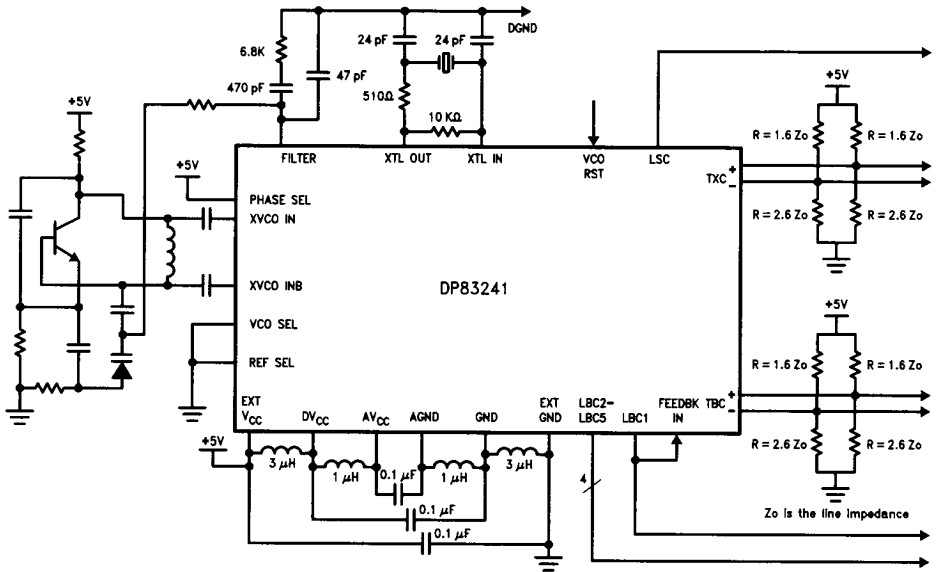 DGND
24 pF 24 pF
6.8K
470 pF 47 pF
510Ω
10 KΩ
+5V
+5V
R = 1.6 Zo R = 1.6 Zo
FILTER XTL OUT XTL IN VCO RST LSC
+5V
PHASE SEL
TXC + −
XVCO IN
R = 2.6 Zo R = 2.6 Zo
XVCO INB
DP83241
VCO SEL
+5V
REF SEL
R = 1.6 Zo R = 1.6 Zo
EXT VCC DVCC AVCC AGND GND EXT GND LBC2− LBC5 LBC1 FEEDBK IN TBC + −
+5V
3 μH 1 μH 0.1 μF 1 μH 3 μH
R = 2.6 Zo R = 2.6 Zo
4
0.1 μF
0.1 μF
Zo is the line impedance